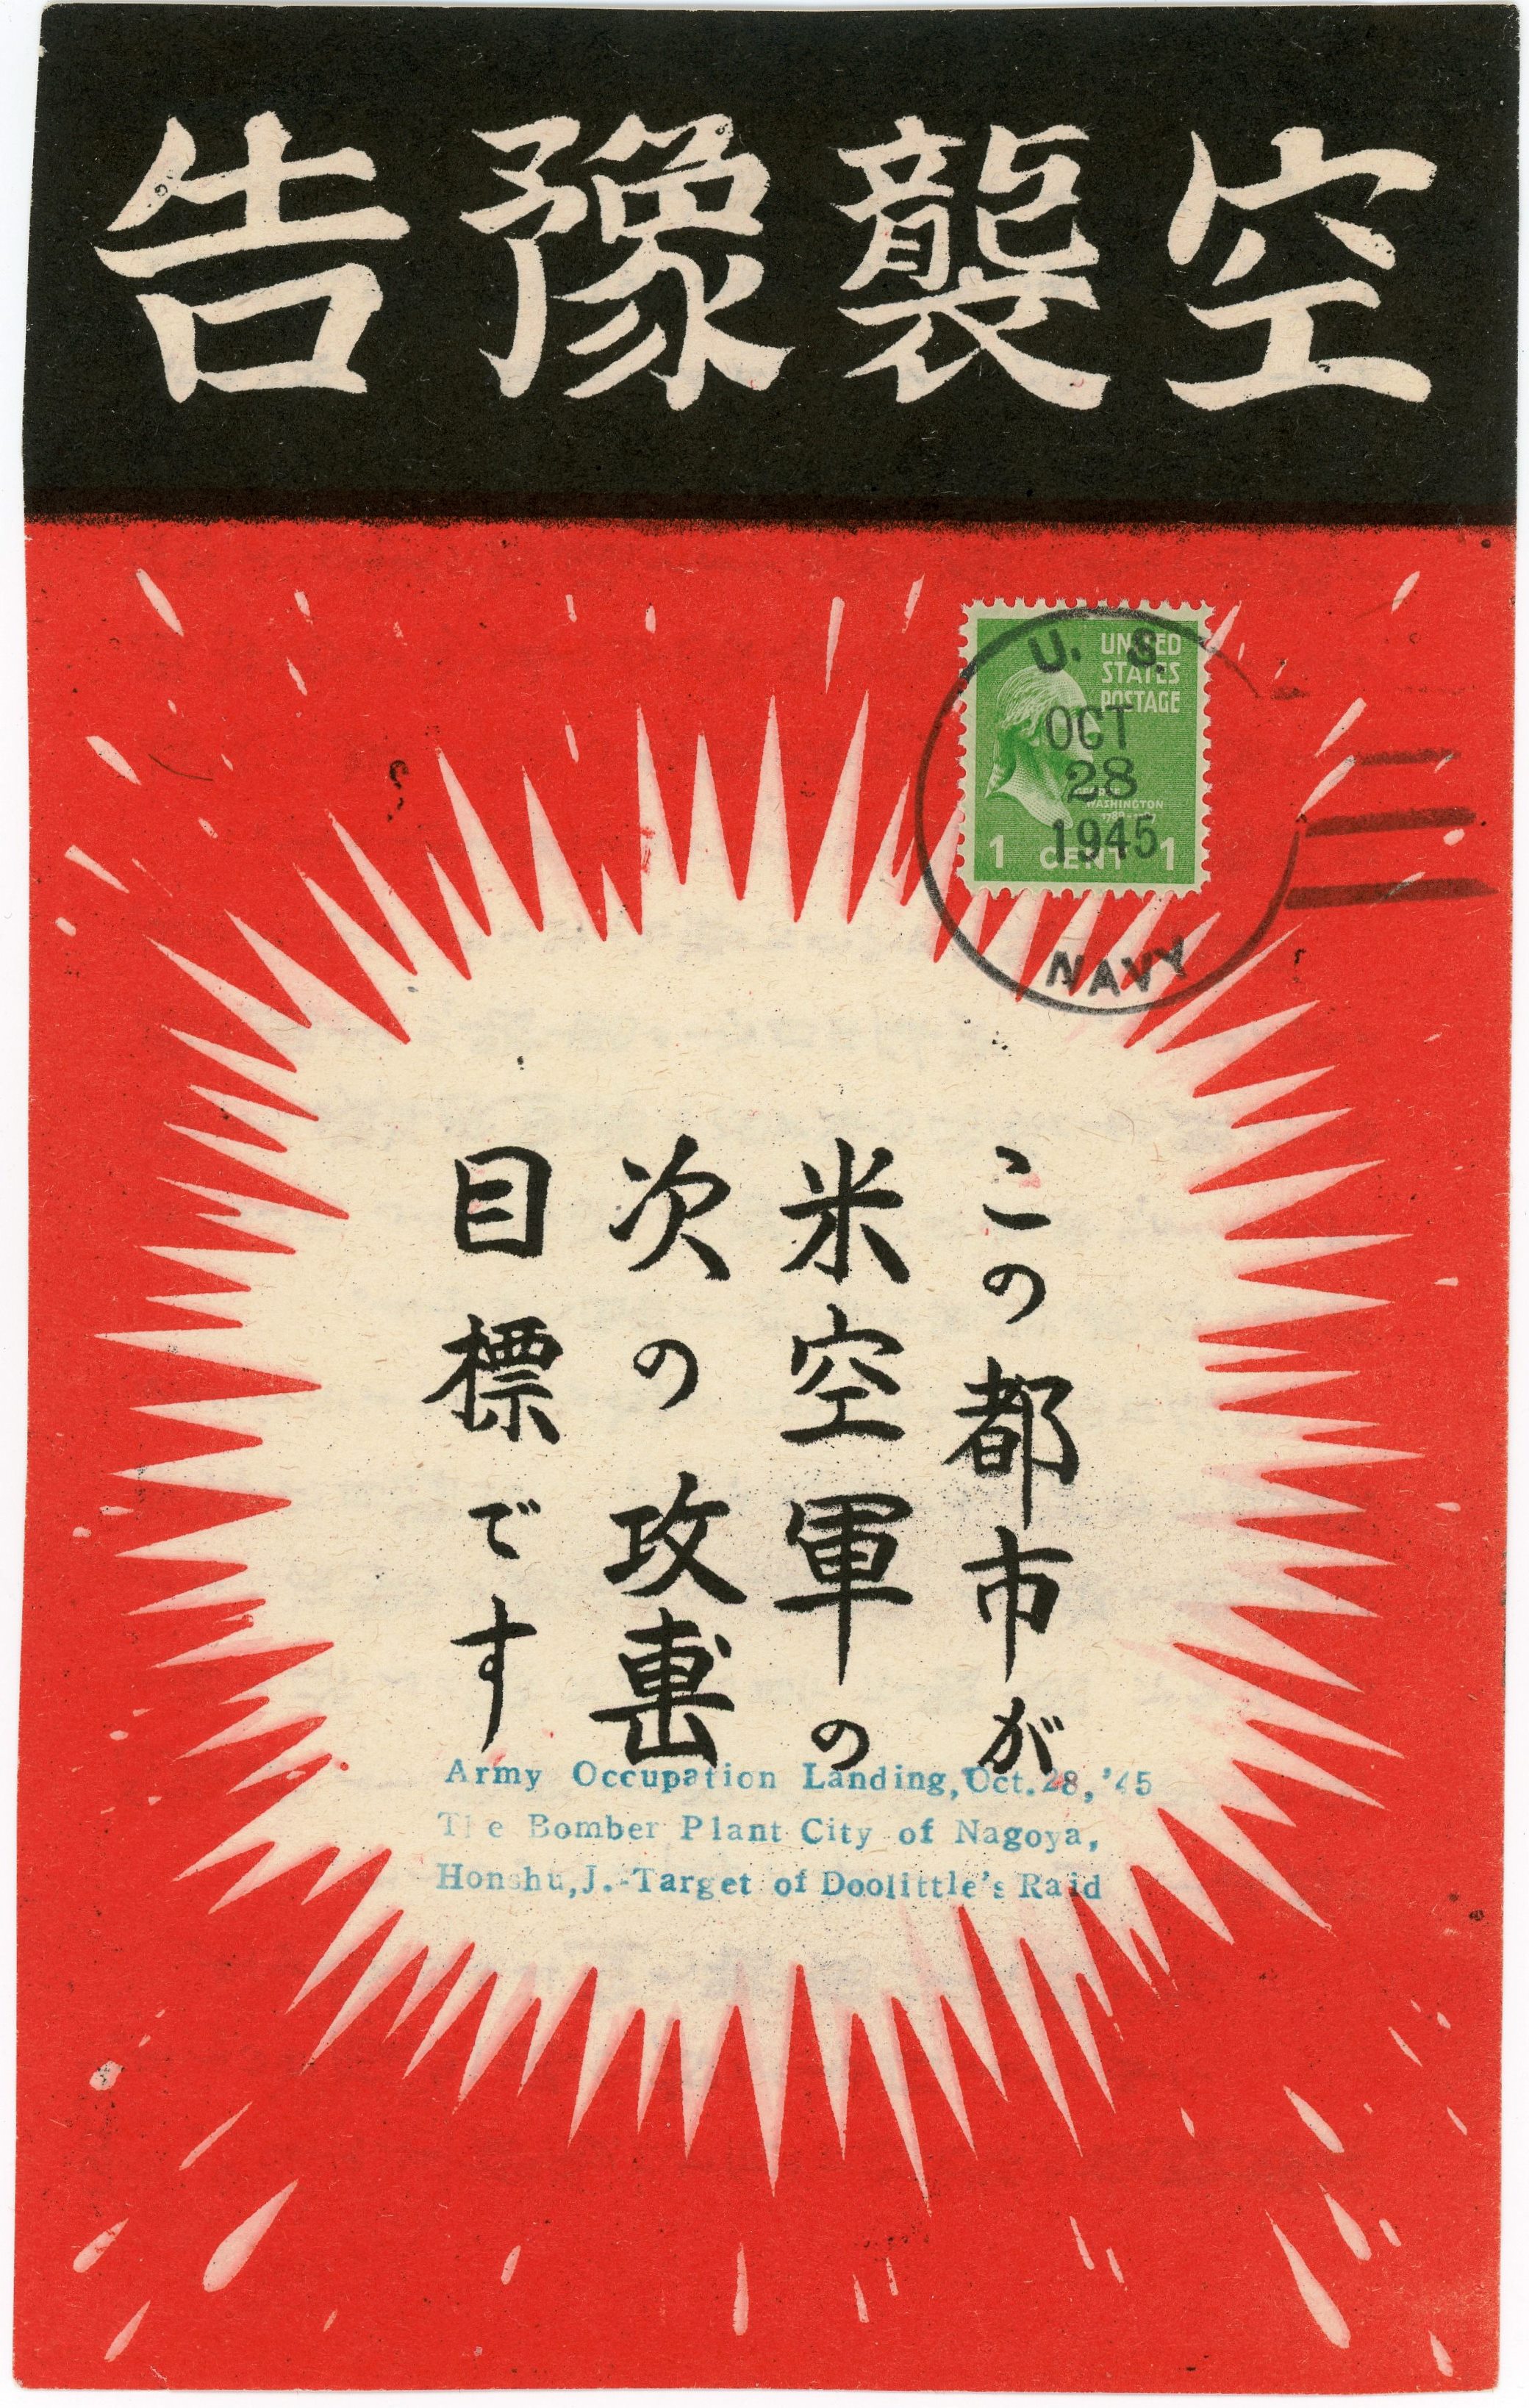 空襲豫告
UNITED
STATES
POSTAGE
GEORGE
WASHINGTON
1 CENT 1
U. S.
OCT
28
1945
NAVY
この都市が
米空軍の
次の攻撃
目標です
Army Occupation Landing, Oct. 28, '45
The Bomber Plant City of Nagoya,
Honshu, J.-Target of Doolittle's Raid